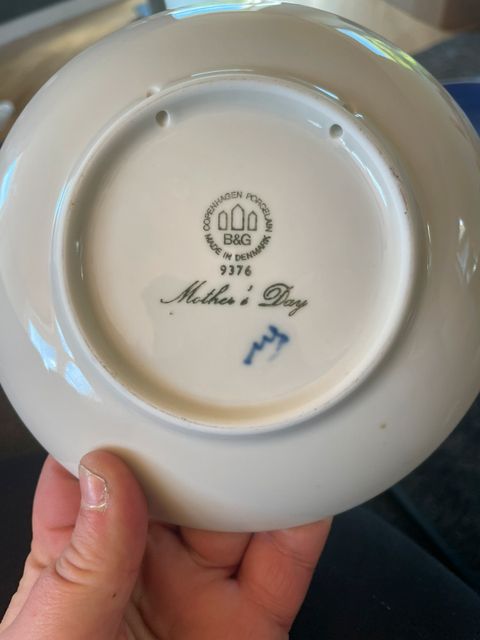 COPENHAGEN PORCELAIN
MADE IN DENMARK
B&G
9376
Mother's Day